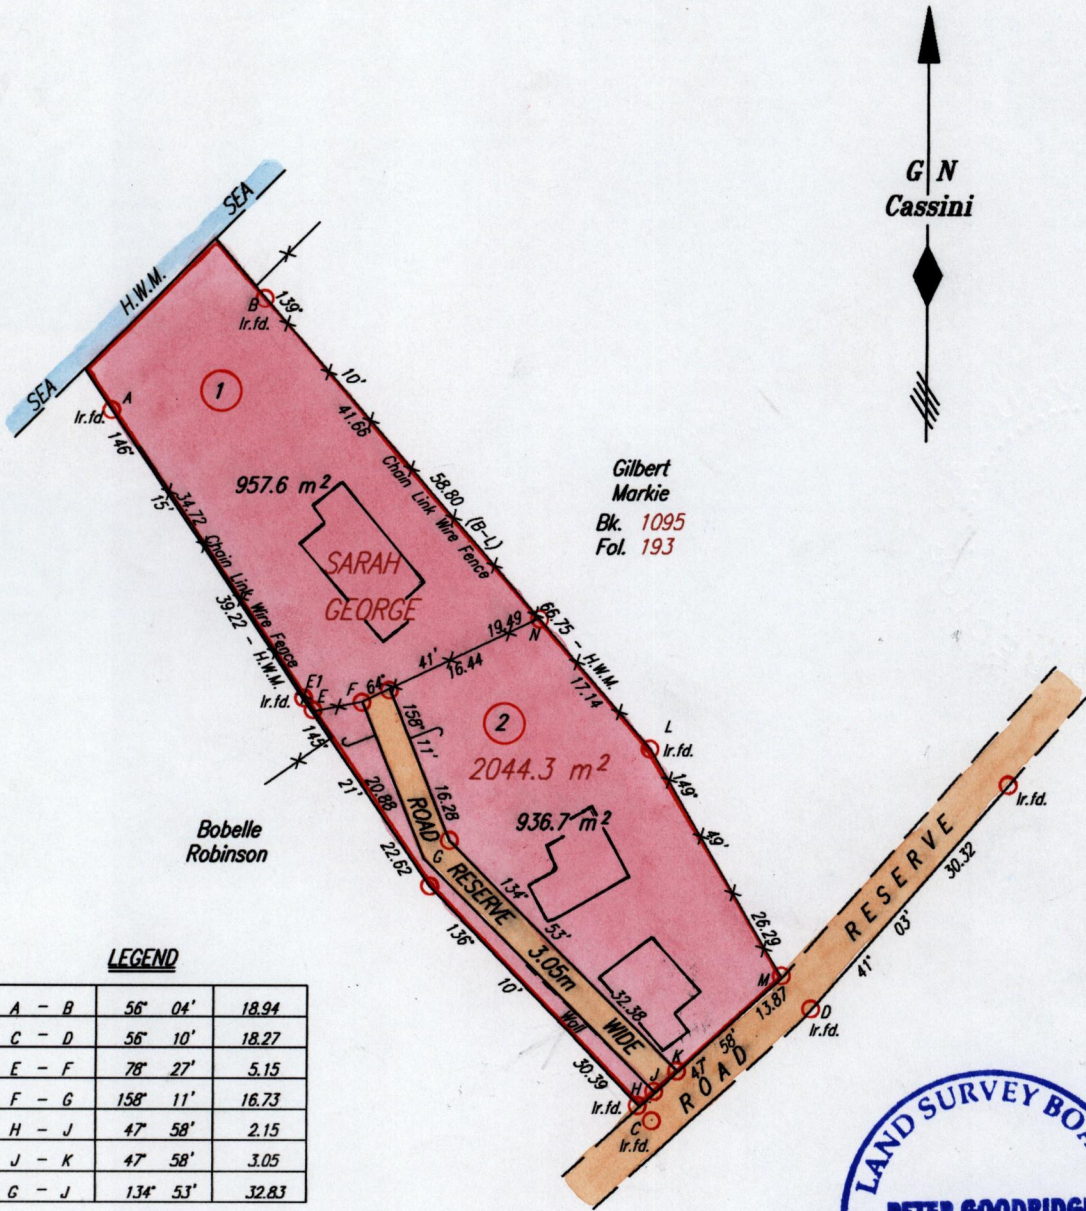 G N
Cassini
SEA
H.W.M.
SEA
B
Ir.fd.
139°
10'
41.66
A
Ir.fd.
146°
15'
34.72
Chain Link Wire Fence
39.22 - H.W.M.
1
957.6 m²
SARAH
GEORGE
Chain Link Wire Fence
58.80 (B-L)
Gilbert
Markie
Bk. 1095
Fol. 193
66.75 - H.W.M.
N
19.49
41'
16.44
64°
17.14
E1
Ir.fd.
E
F
145°
21'
22.62
158°
11'
16.28
20.88
2
2044.3 m²
936.7 m²
L
Ir.fd.
149°
49'
26.29
M
Bobelle
Robinson
G
ROAD RESERVE 3.05m WIDE
134°
53'
32.38
136°
10'
Wall
30.39
H
J
K
Ir.fd.
C
Ir.fd.
47°
58'
13.87
D
Ir.fd.
ROAD RESERVE
41°
03'
30.32
Ir.fd.
LEGEND
A - B 56° 04' 18.94
C - D 56° 10' 18.27
E - F 78° 27' 5.15
F - G 158° 11' 16.73
H - J 47° 58' 2.15
J - K 47° 58' 3.05
G - J 134° 53' 32.83
LAND SURVEY BOA
PETER GOODRIDGE